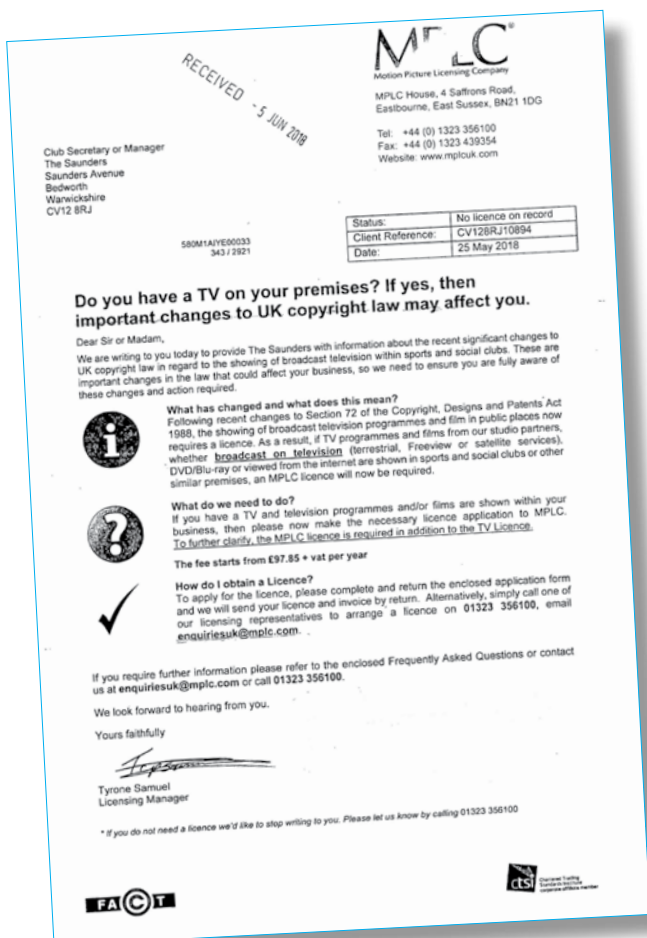 MPLC®
Motion Picture Licensing Company
MPLC House, 4 Saffrons Road,
Eastbourne, East Sussex, BN21 1DG
Tel: +44 (0) 1323 356100
Fax: +44 (0) 1323 439354
Website: www.mplcuk.com
RECEIVED - 5 JUN 2018
Club Secretary or Manager
The Saunders
Saunders Avenue
Bedworth
Warwickshire
CV12 8RJ
580M1AIYE00033
343 / 2921
Status: No licence on record
Client Reference: CV128RJ10894
Date: 25 May 2018
Do you have a TV on your premises? If yes, then
important changes to UK copyright law may affect you.
Dear Sir or Madam,
We are writing to you today to provide The Saunders with information about the recent significant changes to
UK copyright law in regard to the showing of broadcast television within sports and social clubs. These are
important changes in the law that could affect your business, so we need to ensure you are fully aware of
these changes and action required.
What has changed and what does this mean?
Following recent changes to Section 72 of the Copyright, Designs and Patents Act
1988, the showing of broadcast television programmes and film in public places now
requires a licence. As a result, if TV programmes and films from our studio partners,
whether broadcast on television (terrestrial, Freeview or satellite services),
DVD/Blu-ray or viewed from the internet are shown in sports and social clubs or other
similar premises, an MPLC licence will now be required.
What do we need to do?
If you have a TV and television programmes and/or films are shown within your
business, then please now make the necessary licence application to MPLC.
To further clarify, the MPLC licence is required in addition to the TV Licence.
The fee starts from £97.85 + vat per year
How do I obtain a Licence?
To apply for the licence, please complete and return the enclosed application form
and we will send your licence and invoice by return. Alternatively, simply call one of
our licensing representatives to arrange a licence on 01323 356100, email
enquiriesuk@mplc.com.
If you require further information please refer to the enclosed Frequently Asked Questions or contact
us at enquiriesuk@mplc.com or call 01323 356100.
We look forward to hearing from you.
Yours faithfully
Tyrone Samuel
Licensing Manager
* If you do not need a licence we'd like to stop writing to you. Please let us know by calling 01323 356100
FACT
ctsi
Chartered Trading
Standards Institute
corporate affiliate member